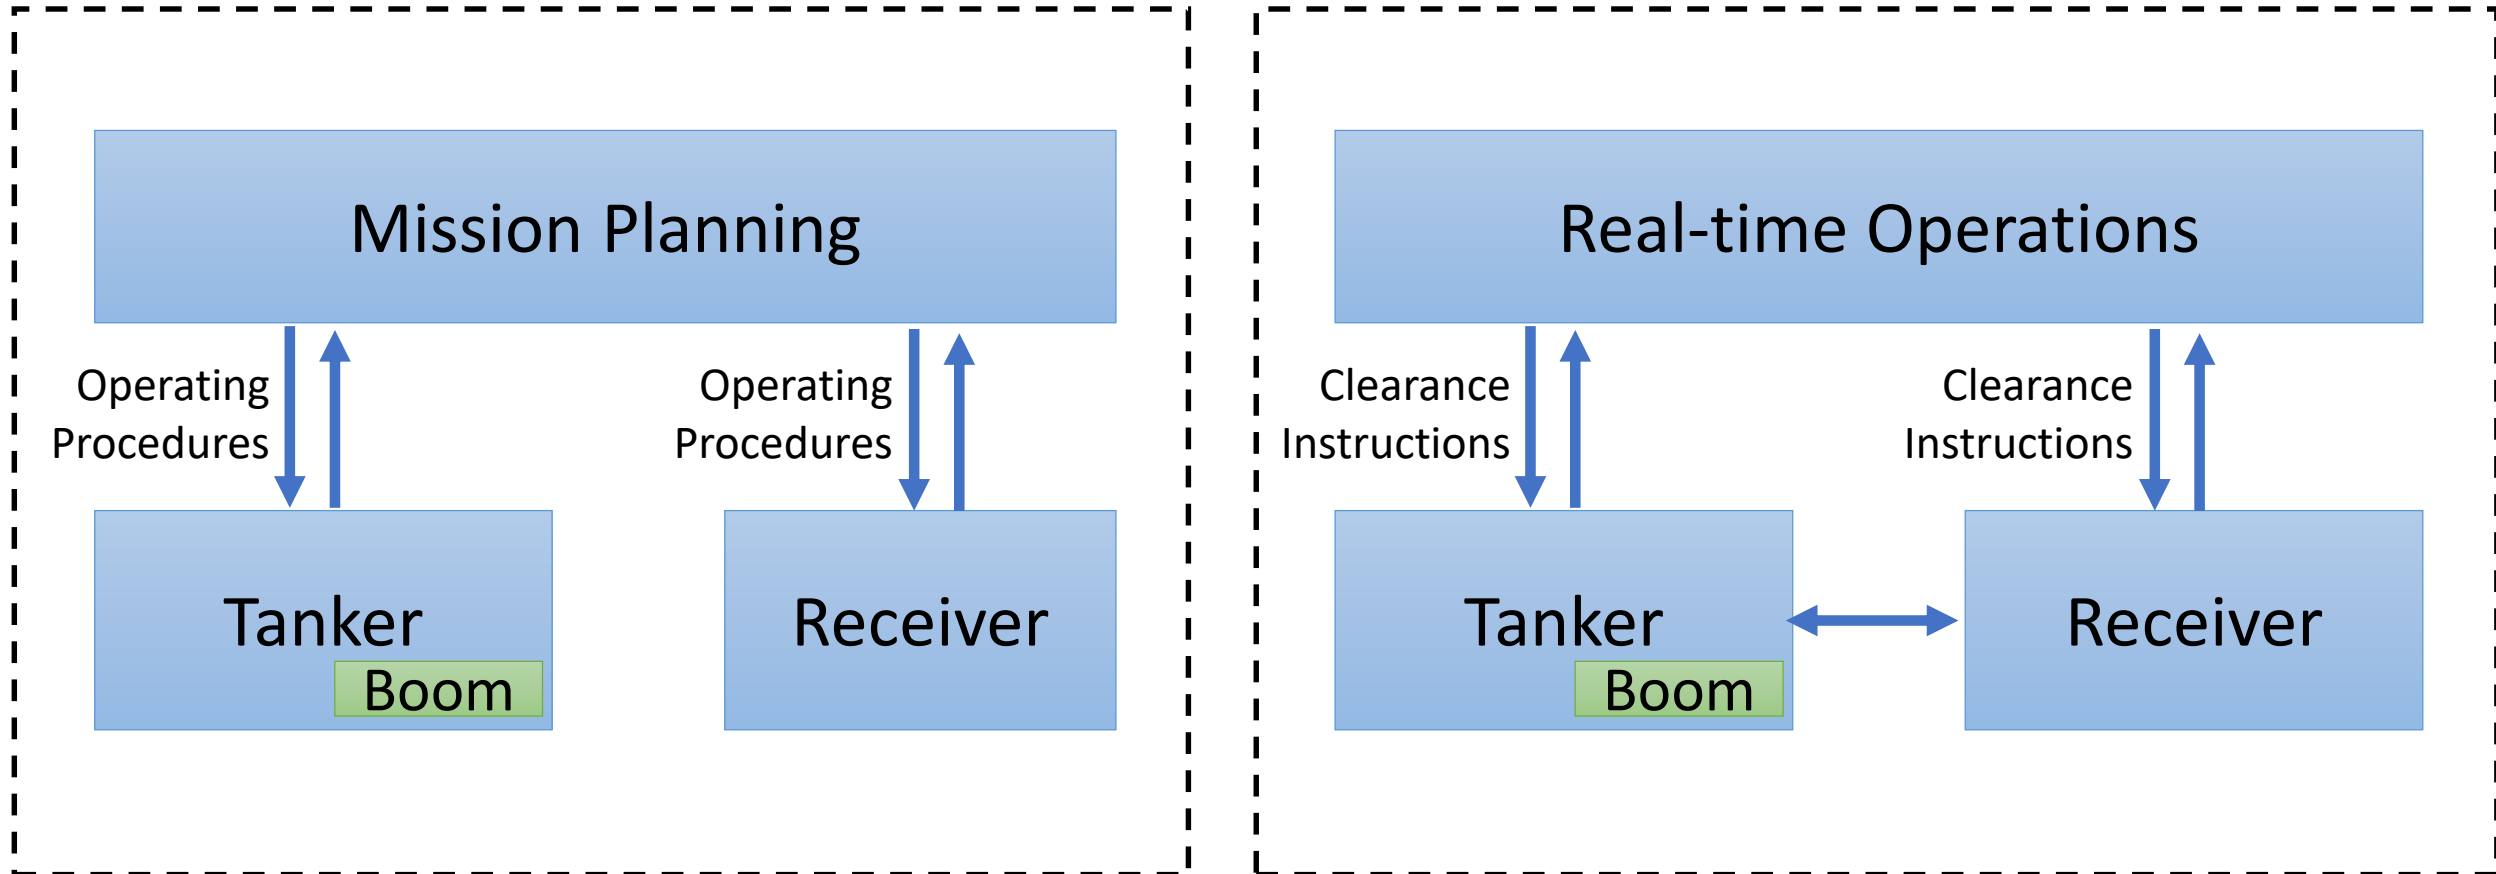 Mission Planning
Operating
Procedures
Operating
Procedures
Tanker
Boom
Receiver
Real-time Operations
Clearance
Instructions
Clearance
Instructions
Tanker
Boom
Receiver